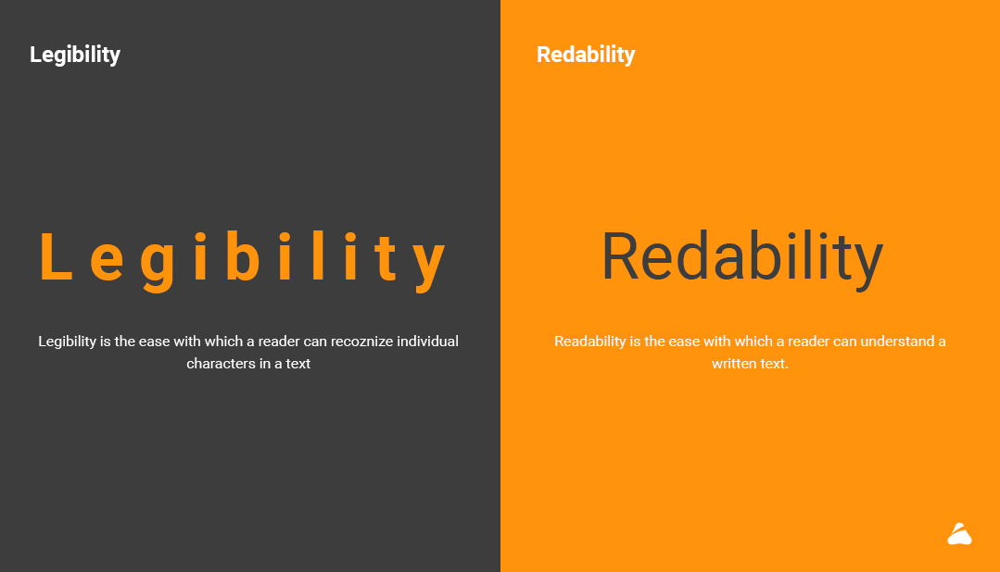 Legibility
Legibility
Legibility is the ease with which a reader can recoznize individual
characters in a text
Redability
Redability
Readability is the ease with which a reader can understand a
written text.